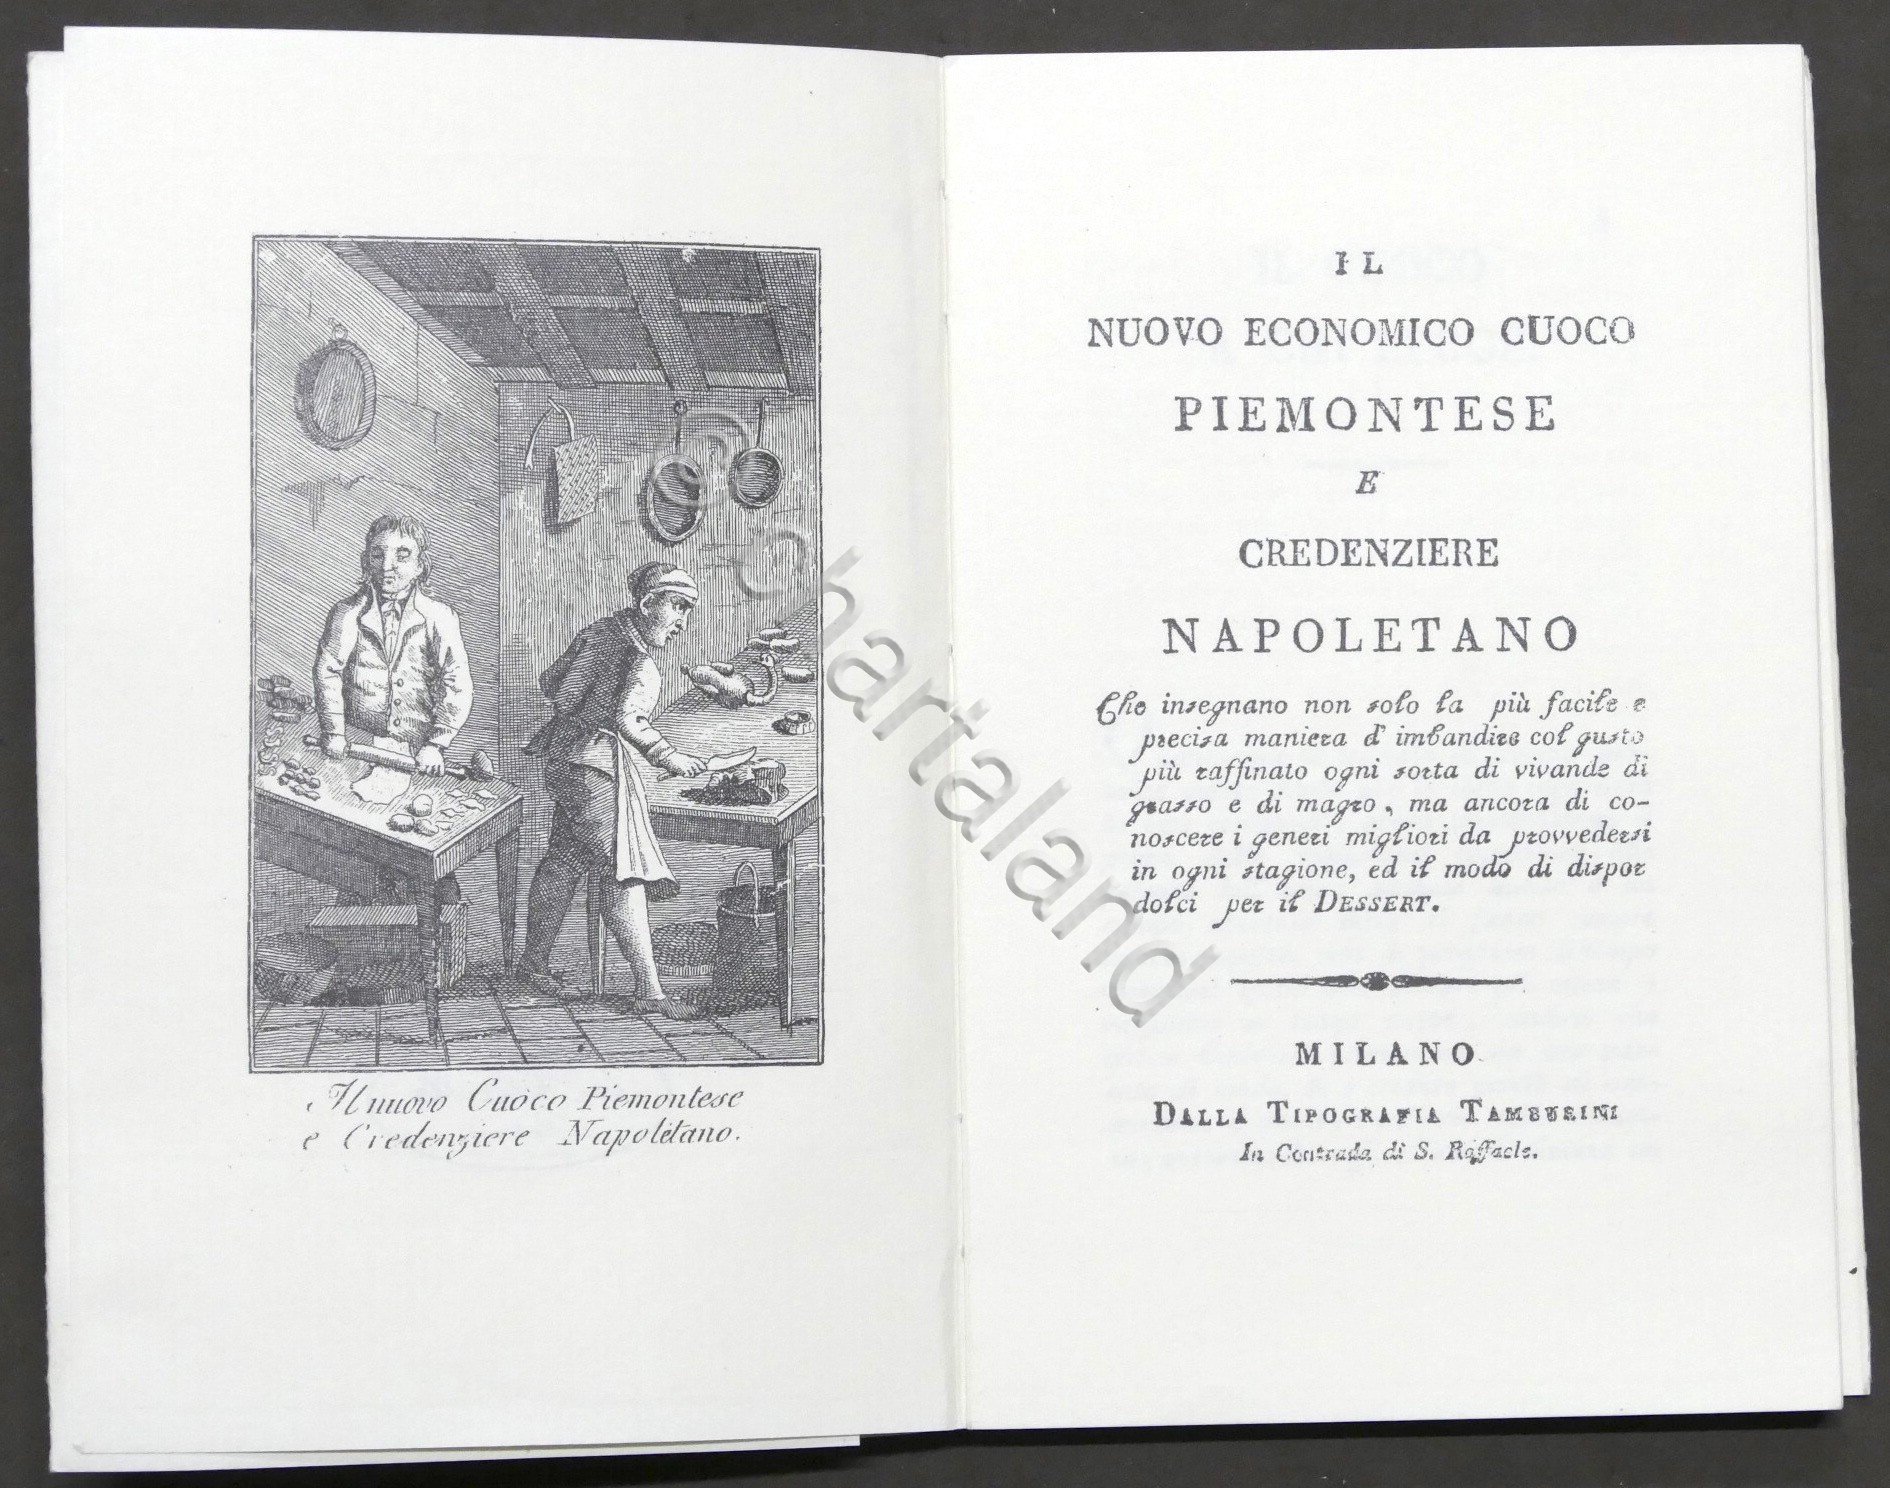 Il nuovo Cuòco Piemontese
e Credenziere Napolitano.
IL
NUOVO ECONOMICO CUOCO
PIEMONTESE
E
CREDENZIERE
NAPOLETANO
Che insegnano non solo la più facile e
precisa maniera d' imbandire col gusto
più raffinato ogni sorta di vivande di
grasso e di magro, ma ancora di co-
noscere i generi migliori da provvedersi
in ogni stagione, ed il modo di dispor
dolci per il DESSERT.
MILANO
DALLA TIPOGRAFIA TAMBURINI
In Contrada di S. Raffaele.
© chartaland